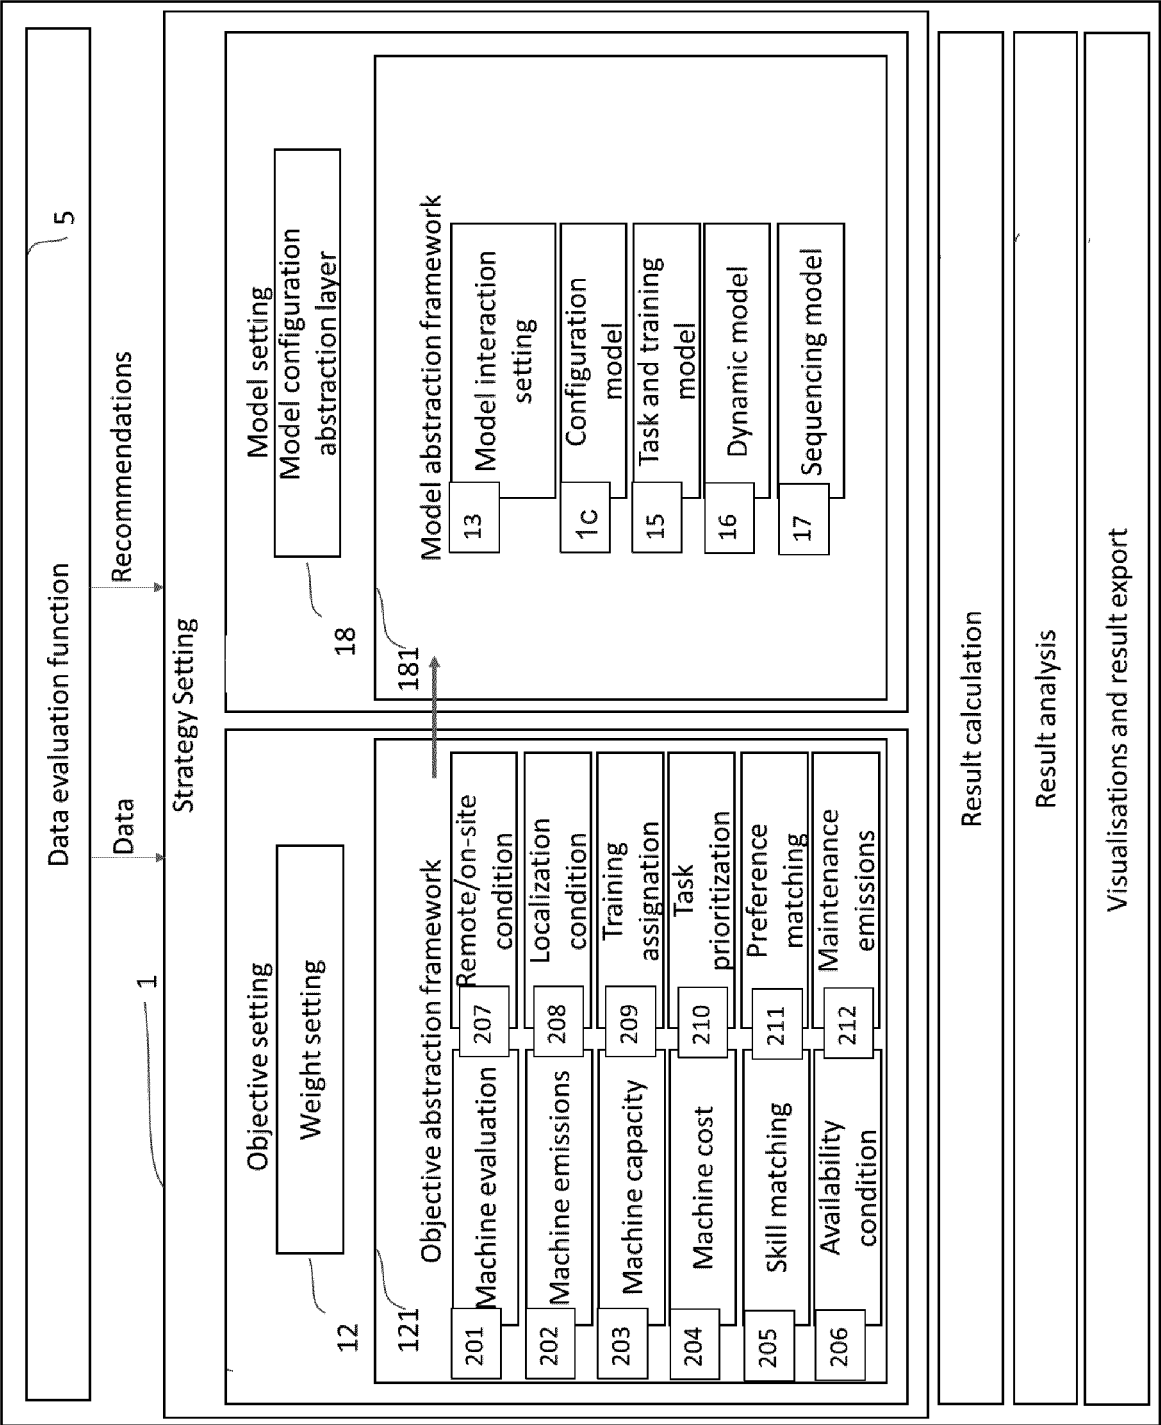 5
Data evaluation function
Data
Recommendations
1
Strategy Setting
Objective setting
Weight setting
12
121
Objective abstraction framework
201
Machine evaluation
202
Machine emissions
203
Machine capacity
204
Machine cost
205
Skill matching
206
Availability
condition
207
Remote/on-site
condition
208
Localization
condition
209
Training
assignation
210
Task
prioritization
211
Preference
matching
212
Maintenance
emissions
Model setting
Model configuration
abstraction layer
18
181
Model abstraction framework
13
Model interaction
setting
1c
Configuration
model
15
Task and training
model
16
Dynamic model
17
Sequencing model
Result calculation
Result analysis
Visualisations and result export